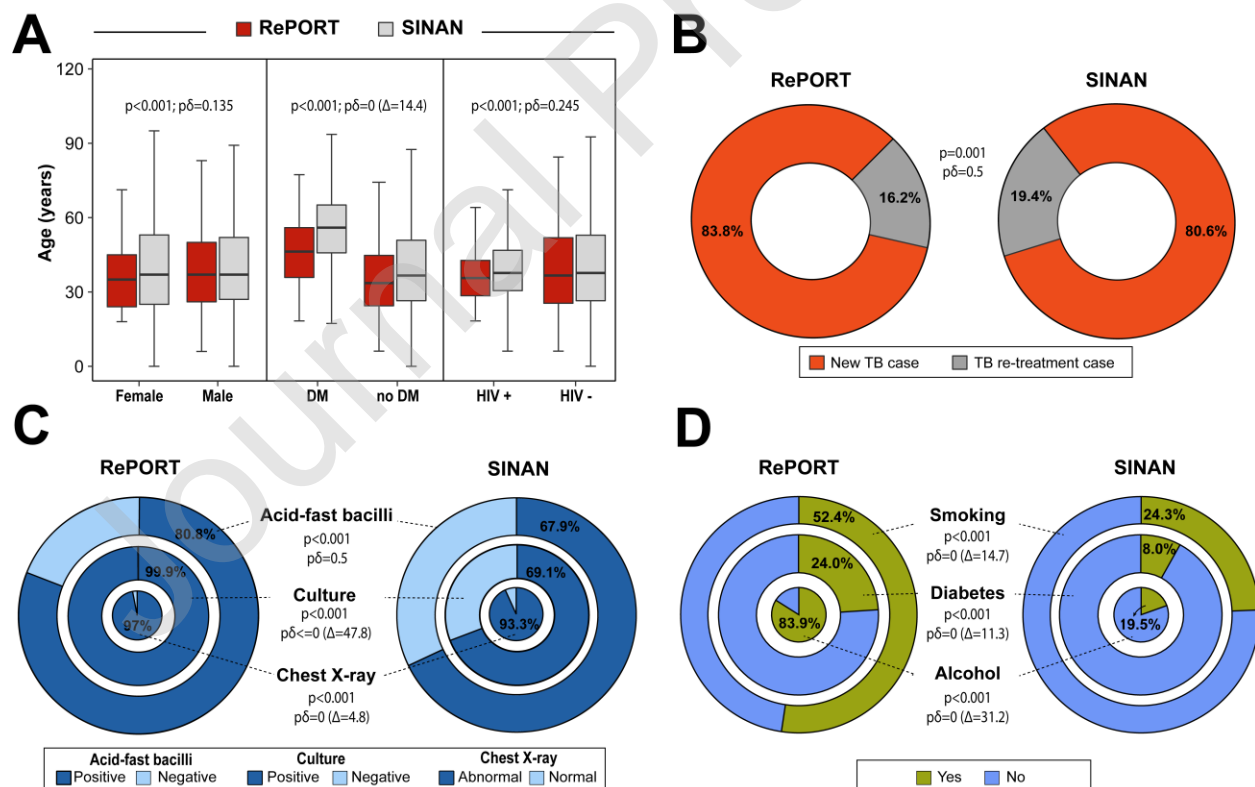 Journal Pr
A
RePORT SINAN
120
90
60
30
0
Age (years)
p<0.001; pδ=0.135
p<0.001; pδ=0 (Δ=14.4)
p<0.001; pδ=0.245
Female Male DM no DM HIV + HIV -
B
RePORT SINAN
p=0.001
pδ=0.5
83.8% 16.2% 19.4% 80.6%
New TB case TB re-treatment case
C
RePORT SINAN
80.8%
99.9%
97%
Acid-fast bacilli
p<0.001
pδ=0.5
Culture
p<0.001
pδ<=0 (Δ=47.8)
Chest X-ray
p<0.001
pδ=0 (Δ=4.8)
67.9%
69.1%
93.3%
Acid-fast bacilli Culture Chest X-ray
Positive Negative Positive Negative Abnormal Normal
D
RePORT SINAN
52.4%
24.0%
83.9%
Smoking
p<0.001
pδ=0 (Δ=14.7)
Diabetes
p<0.001
pδ=0 (Δ=11.3)
Alcohol
p<0.001
pδ=0 (Δ=31.2)
24.3%
8.0%
19.5%
Yes No